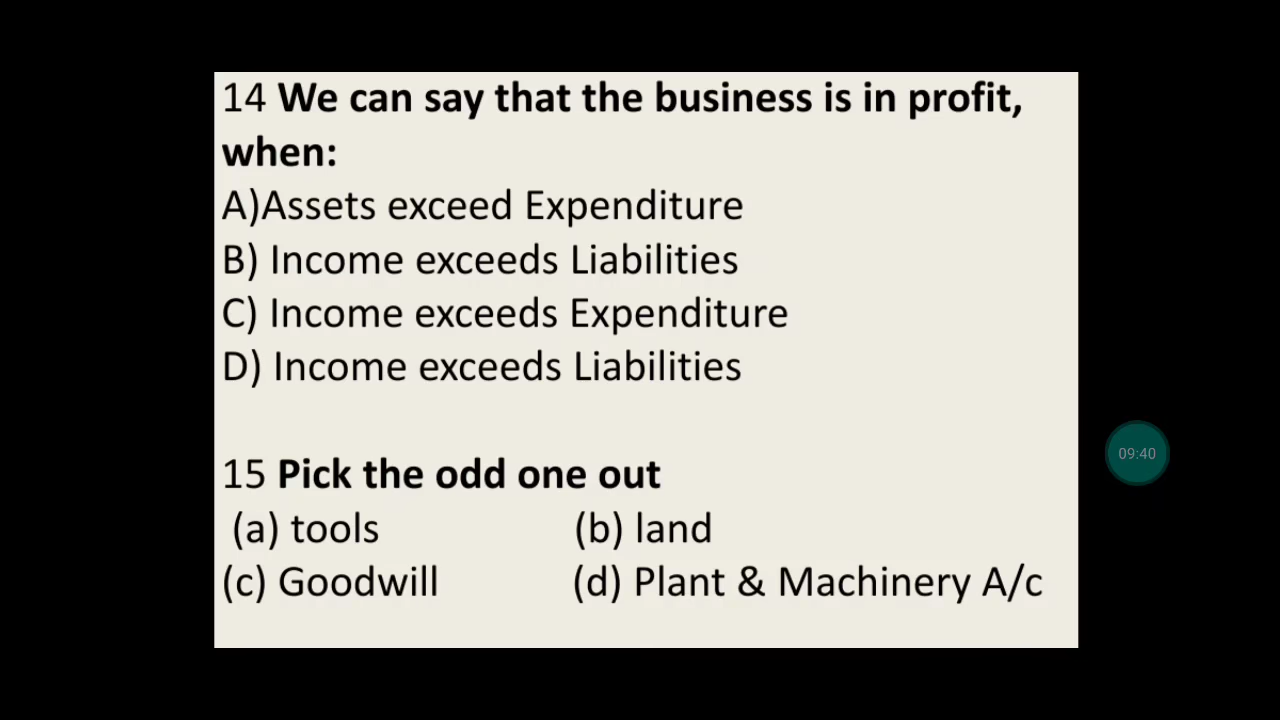 14 We can say that the business is in profit,
when:
A)Assets exceed Expenditure
B) Income exceeds Liabilities
C) Income exceeds Expenditure
D) Income exceeds Liabilities
15 Pick the odd one out
(a) tools (b) land
(c) Goodwill (d) Plant & Machinery A/c
09:40